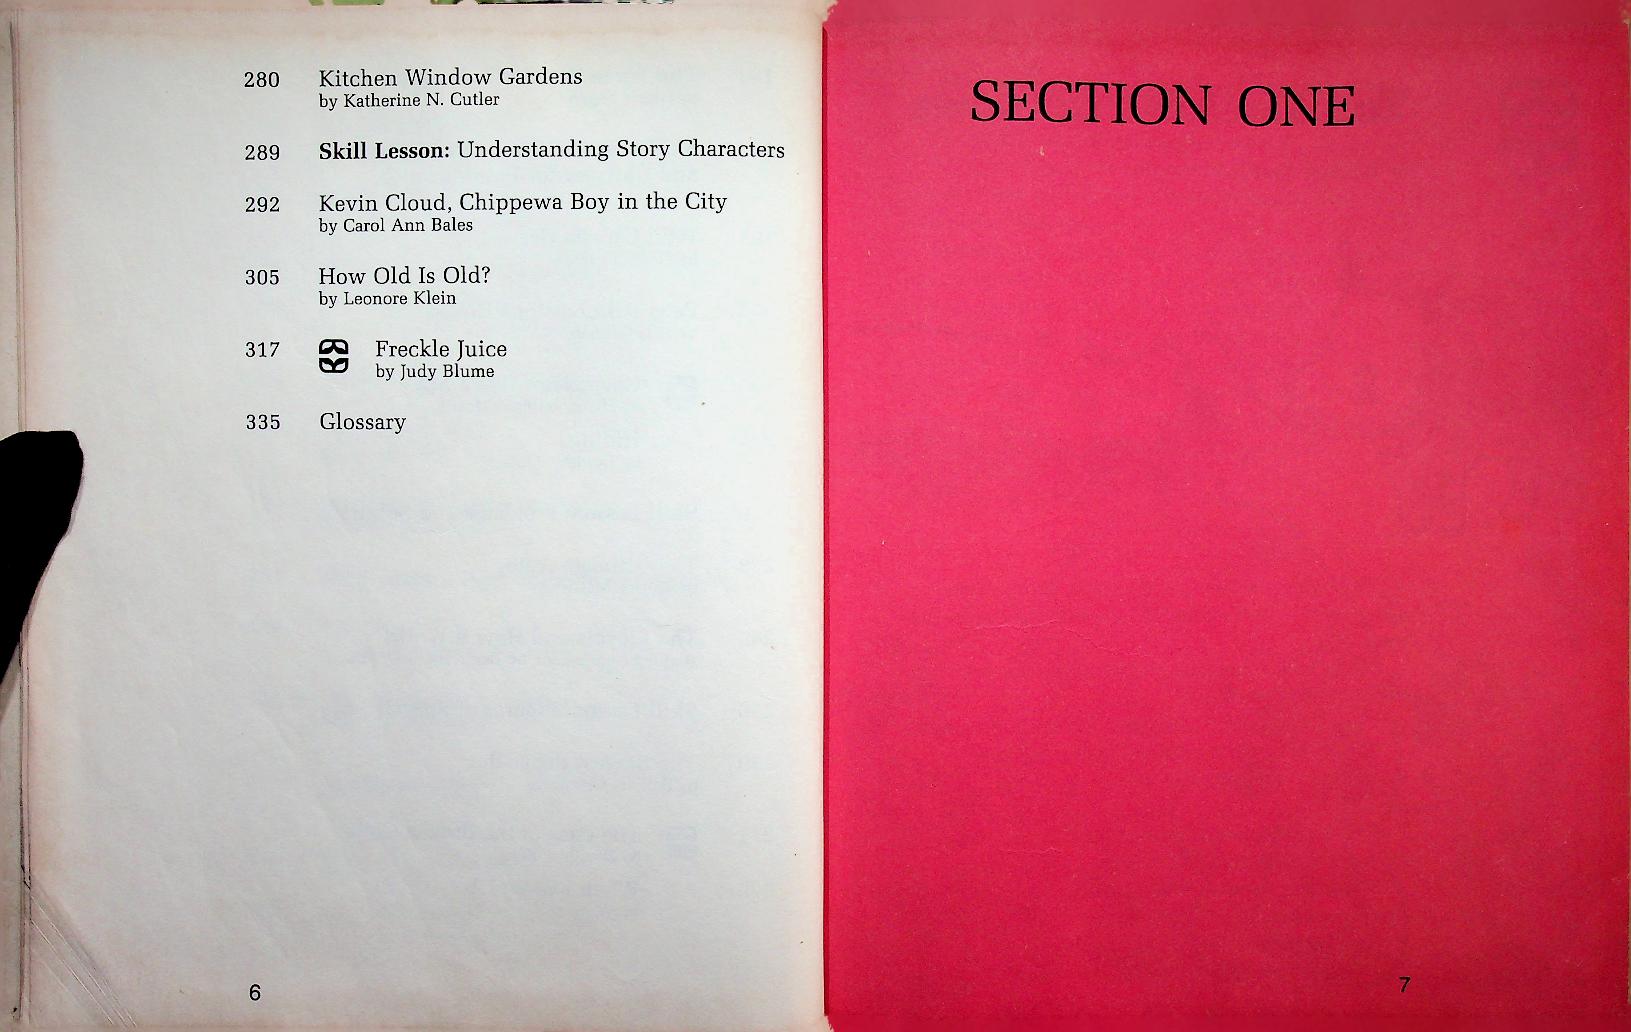 280 Kitchen Window Gardens
by Katherine N. Cutler
289 Skill Lesson: Understanding Story Characters
292 Kevin Cloud, Chippewa Boy in the City
by Carol Ann Bales
305 How Old Is Old?
by Leonore Klein
317 Freckle Juice
by Judy Blume
335 Glossary
6
SECTION ONE
7